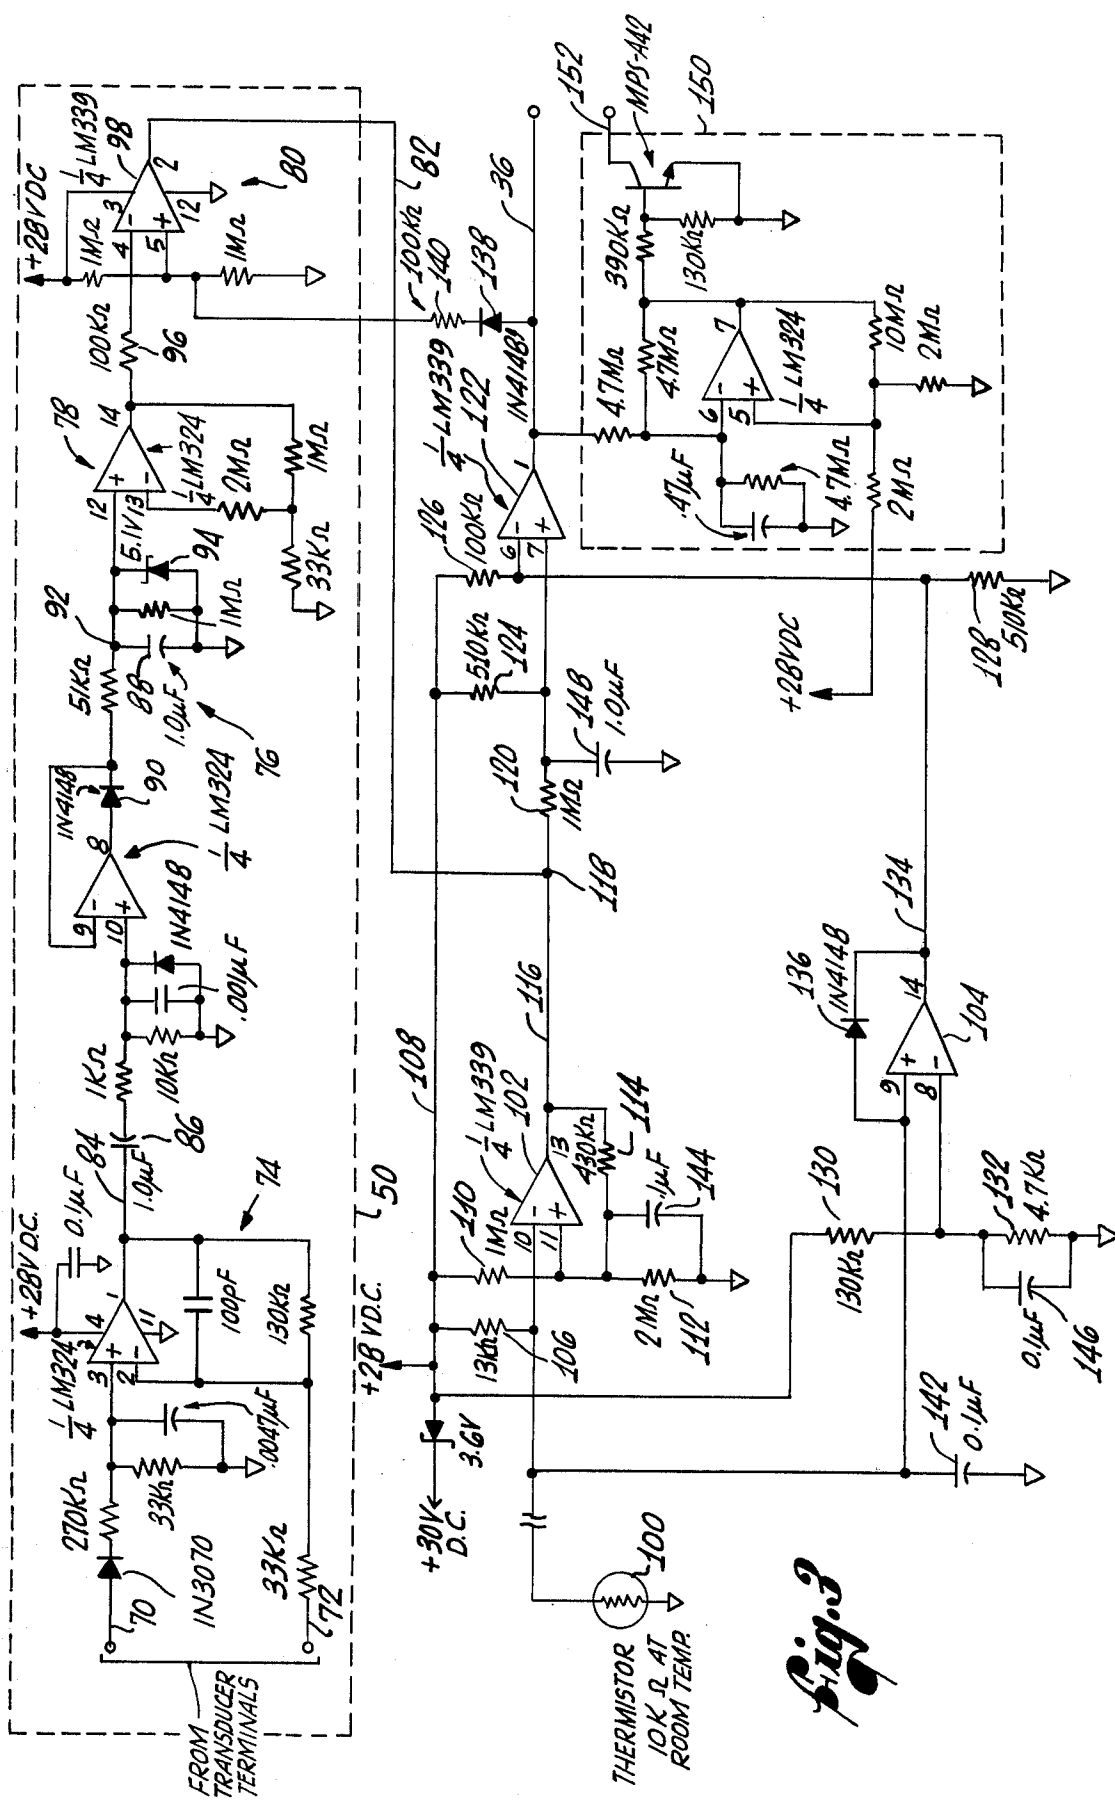 FROM
TRANSDUCER
TERMINALS
70
1N3070
270KΩ
33KΩ
.0047µF
33KΩ
72
+28V D.C.
0.1µF
1/4 LM324
3
2
4
1
11
+
-
100pF
130KΩ
74
84
1.0µF
86
1KΩ
10KΩ
.001µF
1N4148
9
10
8
-
+
1/4 LM324
1N4148
90
51KΩ
92
88
1.0µF
76
1MΩ
5.1V
94
12
13
14
+
-
78
1/4 LM324
2MΩ
33KΩ
1MΩ
100KΩ
96
+28VDC
1MΩ
1/4 LM339
98
3
4
5
12
2
-
+
1MΩ
80
82
50
+28 V.D.C.
+30V
D.C.
3.6V
108
13KΩ
106
110
1MΩ
1/4 LM339
102
10
11
13
-
+
430KΩ
114
.1µF
144
2MΩ
112
116
118
120
1MΩ
148
1.0µF
510KΩ
124
126
100KΩ
6
7
1
-
+
1/4 LM339
122
1N4148
138
140
100KΩ
36
THERMISTOR
10K Ω AT
ROOM TEMP.
100
142
0.1µF
130
130KΩ
132
4.7KΩ
0.1µF
146
9
8
14
+
-
104
136
1N4148
134
128
510KΩ
+28VDC
2MΩ
.47µF
4.7MΩ
4.7MΩ
4.7MΩ
6
5
7
-
+
1/4 LM324
10MΩ
2MΩ
390KΩ
130KΩ
MPS-A42
152
150
Fig.3